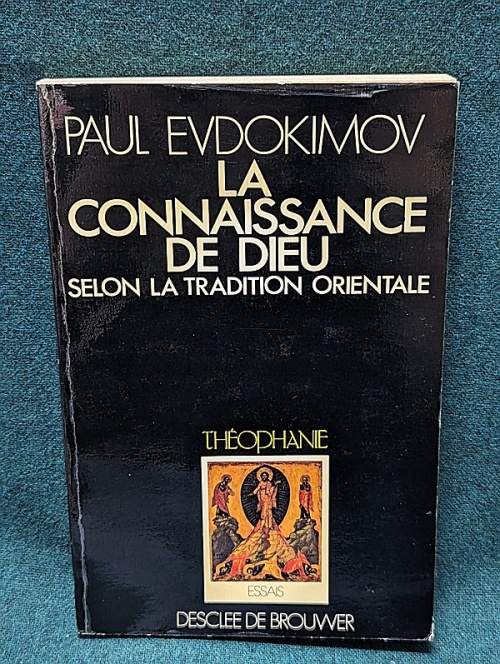 PAUL EVDOKIMOV
LA
CONNAISSANCE
DE DIEU
SELON LA TRADITION ORIENTALE
THÉOPHANIE
ESSAIS
DESCLEE DE BROUWER